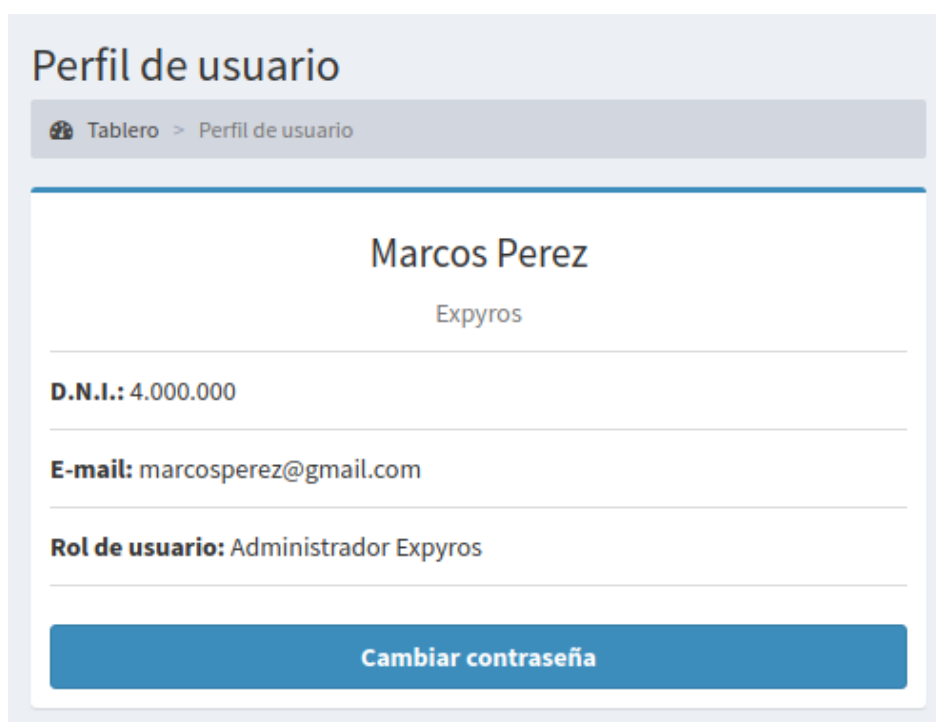 Perfil de usuario
Tablero > Perfil de usuario
Marcos Perez
Expyros
D.N.I.: 4.000.000
E-mail: marcosperez@gmail.com
Rol de usuario: Administrador Expyros
Cambiar contraseña